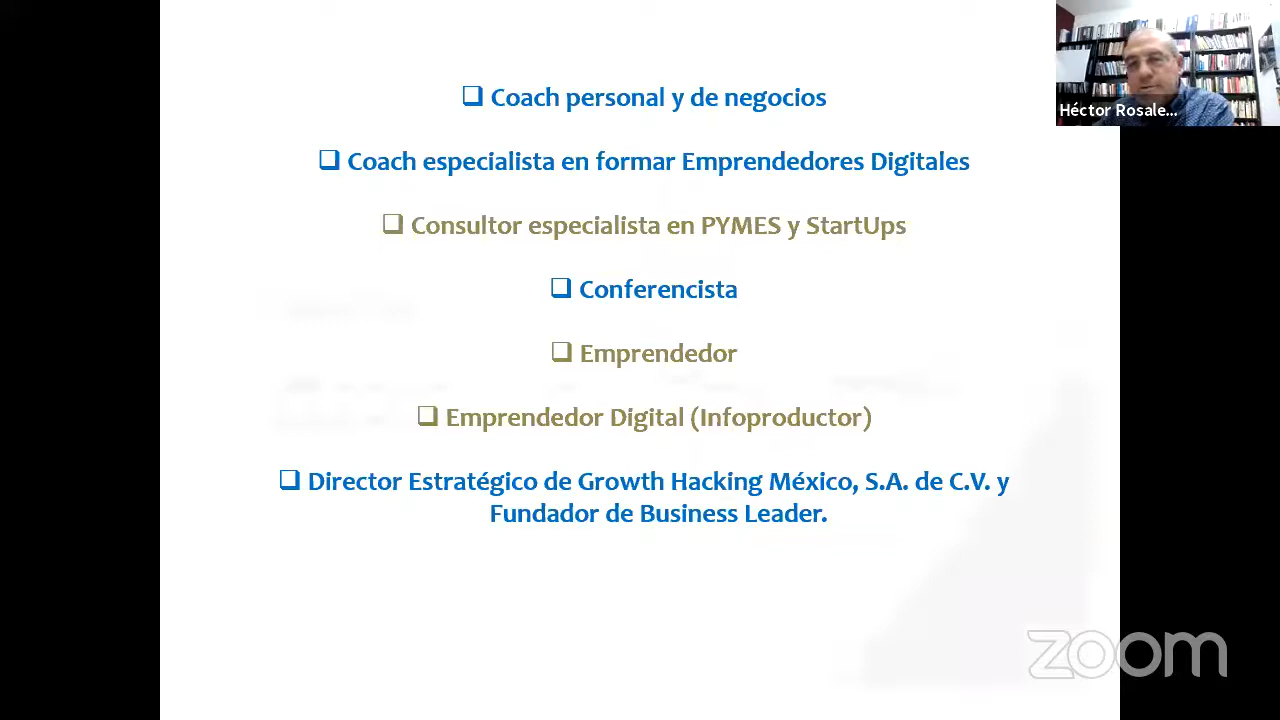 ❑ Coach personal y de negocios
Héctor Rosale...
❑ Coach especialista en formar Emprendedores Digitales
❑ Consultor especialista en PYMES y StartUps
❑ Conferencista
❑ Emprendedor
❑ Emprendedor Digital (Infoproductor)
❑ Director Estratégico de Growth Hacking México, S.A. de C.V. y
Fundador de Business Leader.
zoom